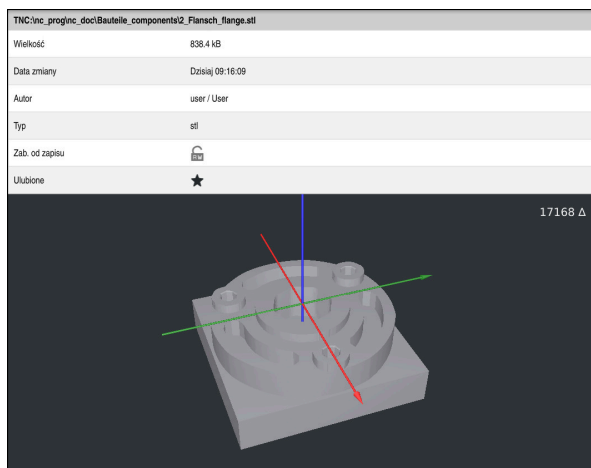 TNC:\nc_prog\nc_doc\Bauteile_components\2_Flansch_flange.stl
Wielkość 838.4 kB
Data zmiany Dzisiaj 09:16:09
Autor user / User
Typ stl
Zab. od zapisu RW
Ulubione
17168 Δ